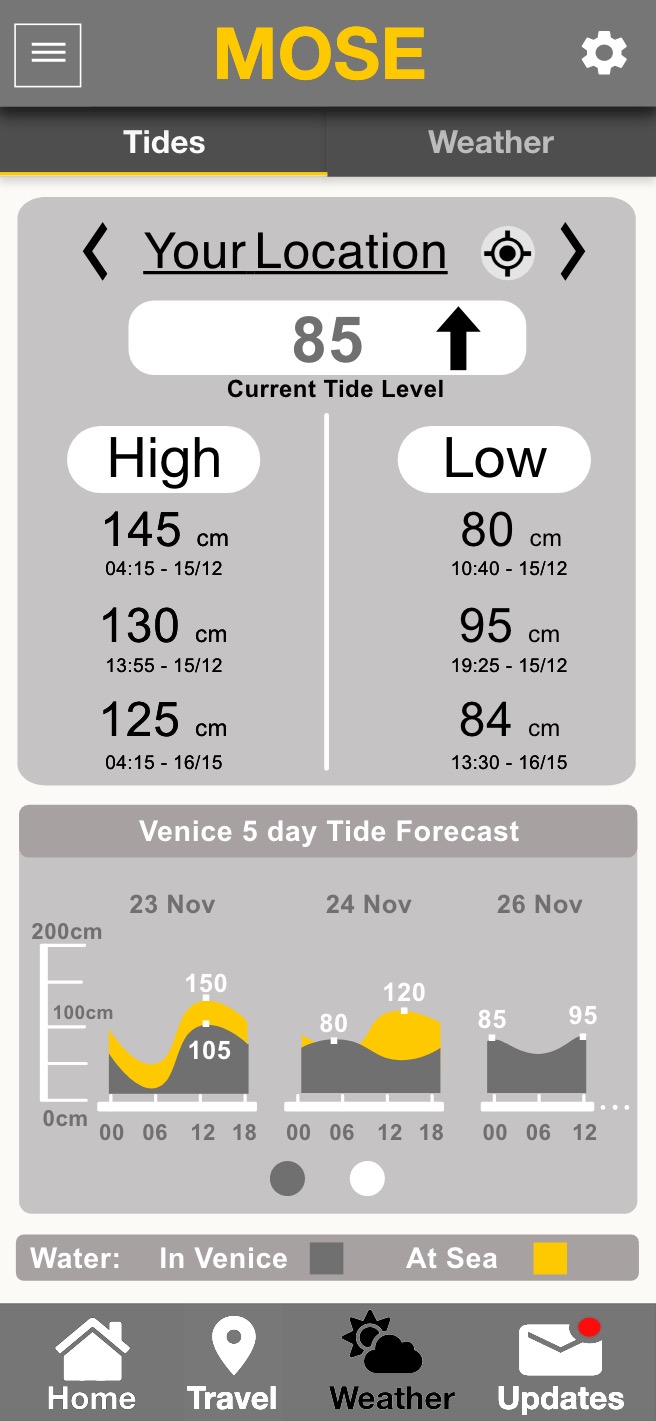 MOSE
Tides Weather
Your Location
85
Current Tide Level
High Low
145 cm 80 cm
04:15 - 15/12 10:40 - 15/12
130 cm 95 cm
13:55 - 15/12 19:25 - 15/12
125 cm 84 cm
04:15 - 16/15 13:30 - 16/15
Venice 5 day Tide Forecast
23 Nov 24 Nov 26 Nov
200cm
150 120
100cm 80 85 95
105
0cm
00 06 12 18 00 06 12 18 00 06 12
Water: In Venice At Sea
Home Travel Weather Updates